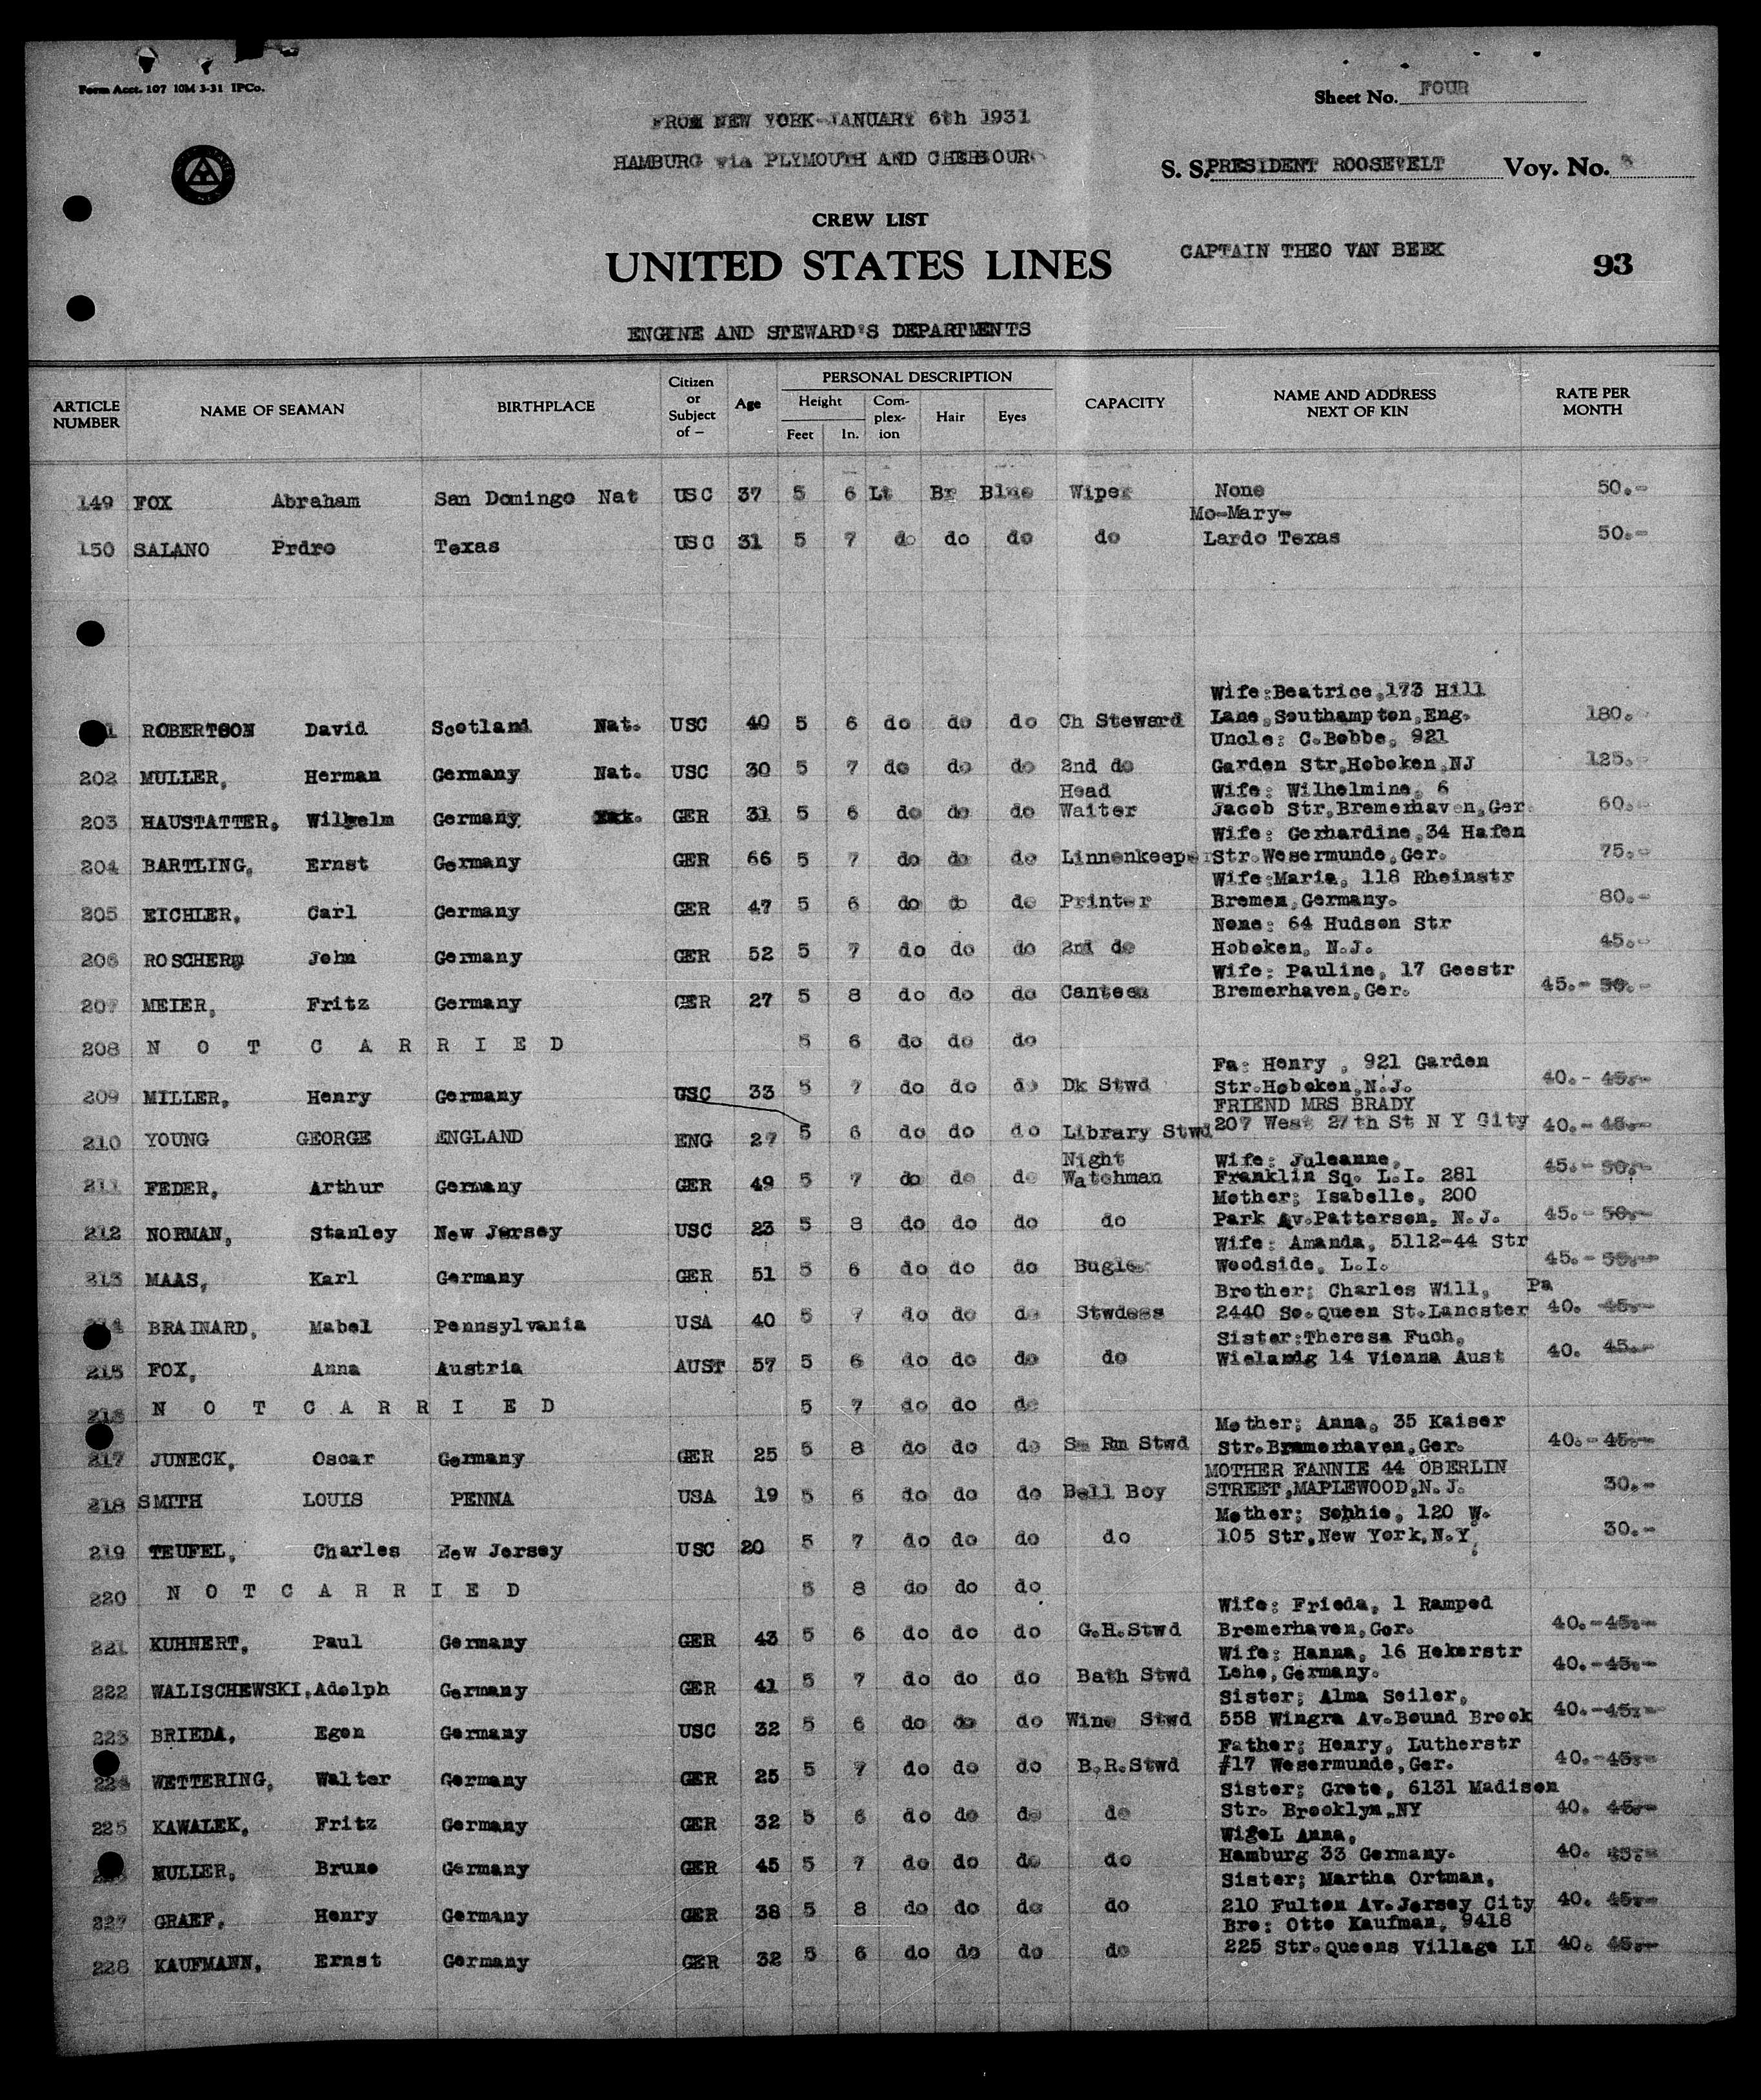 Form Acct. 107 10M 3-31 IPCo.
Sheet No. FOUR
FROM NEW YORK-JANUARY 6th 1931
HAMBURG via PLYMOUTH AND CHERBOURG
S. S. PRESIDENT ROOSEVELT Voy. No.
CREW LIST
UNITED STATES LINES
CAPTAIN THEO VAN BEEK
93
ENGINE AND STEWARD'S DEPARTMENTS
ARTICLE NUMBER NAME OF SEAMAN BIRTHPLACE Citizen or Subject of — Age PERSONAL DESCRIPTION Height Feet In. Com-plex-ion Hair Eyes CAPACITY NAME AND ADDRESS NEXT OF KIN RATE PER MONTH
149 FOX Abraham San Domingo Nat USC 37 5 6 Lt Br Blue Wiper None 50.-
Mo-Mary-
150 SALANO Prdro Texas USC 31 5 7 do do do do Lardo Texas 50.-
Wife:Beatrice,173 Hill
1 ROBERTSON David Scotland Nat. USC 40 5 6 do do do Ch Steward Lane,Southampton,Eng. 180.
Uncle: C.Bobbe, 921
202 MULLER, Herman Germany Nat. USC 30 5 7 do do do 2nd do Garden Str,Hoboken,NJ 125.-
Head Wife: Wilhelmine, 6
203 HAUSTATTER, Wilhelm Germany Nat. GER 31 5 6 do do do Waiter Jacob Str,Bremerhaven,Ger. 60.-
Wife: Gerhardine,34 Hafen
204 BARTLING, Ernst Germany GER 66 5 7 do do do Linnenkeeper Str.Wesermunde,Ger. 75.-
Wife:Maria, 118 Rheinstr
205 EICHLER, Carl Germany GER 47 5 6 do do do Printer Bremen,Germany. 80.-
None: 64 Hudson Str
206 ROSCHER John Germany GER 52 5 7 do do do 2nd do Hoboken, N.J. 45.-
Wife: Pauline, 17 Geestr
207 MEIER, Fritz Germany GER 27 5 8 do do do Canteen Bremerhaven,Ger. 45.- 50.-
208 N O T C A R R I E D 5 6 do do do
Fa: Henry , 921 Garden
209 MILLER, Henry Germany USC 33 5 7 do do do Dk Stwd Str.Hoboken,N.J. 40.- 45.-
FRIEND MRS BRADY
210 YOUNG GEORGE ENGLAND ENG 27 5 6 do do do Library Stwd 207 West 27th St N Y City 40.- 45.-
Night Wife: Juleanne,
211 FEDER, Arthur Germany GER 49 5 7 do do do Watchman Franklin Sq. L.I. 281 45.- 50.-
Mother; Isabelle, 200
212 NORMAN, Stanley New Jersey USC 23 5 8 do do do do Park Av.Patterson, N.J. 45.- 50.-
Wife: Amanda, 5112-44 Str
213 MAAS, Karl Germany GER 51 5 6 do do do Bugler Woodside, L.I. 45.- 55.-
Brother; Charles Will, Pa
214 BRAINARD, Mabel Pennsylvania USA 40 5 7 do do do Stwdess 2440 So.Queen St.Lancster 40. 45.-
Sister:Theresa Fuch,
215 FOX, Anna Austria AUST 57 5 6 do do do do Wielandg 14 Vienna Aust 40. 45.-
216 N O T C A R R I E D 5 7 do do do
Mother; Anna, 35 Kaiser
217 JUNECK, Oscar Germany GER 25 5 8 do do do Sm Rm Stwd Str.Bremerhaven,Ger. 40.- 45.-
MOTHER FANNIE 44 OBERLIN
218 SMITH LOUIS PENNA USA 19 5 6 do do do Bell Boy STREET,MAPLEWOOD,N.J. 30.-
Mother; Sophie, 120 W.
219 TEUFEL, Charles New Jersey USC 20 5 7 do do do do 105 Str,New York,N.Y. 30.-
220 N O T C A R R I E D 5 8 do do do
Wife: Frieda, 1 Ramped
221 KUHNERT, Paul Germany GER 43 5 6 do do do G.H.Stwd Bremerhaven,Ger. 40.-45.-
Wife: Hanna, 16 Hekerstr
222 WALISCHEWSKI,Adolph Germany GER 41 5 7 do do do Bath Stwd Lehe,Germany. 40.-45.-
Sister; Alma Seiler,
223 BRIEDA, Egon Germany USC 32 5 6 do do do Wine Stwd 558 Wingra Av.Bound Brook 40.-45.-
Father; Henry, Lutherstr
224 WETTERING, Walter Germany GER 25 5 7 do do do B.R.Stwd #17 Wesermunde,Ger. 40.-45.-
Sister; Grete, 6131 Madison
225 KAWALEK, Fritz Germany GER 32 5 6 do do do do Str. Brooklyn,NY 40. 45.-
WigeL Anna,
MULLER, Bruno Germany GER 45 5 7 do do do do Hamburg 33 Germany. 40. 45.-
Sister; Martha Ortman,
227 GRAEF, Henry Germany GER 38 5 8 do do do do 210 Fulton Av.Jersey City 40. 45.-
Bro: Otto Kaufman, 9418
228 KAUFMANN, Ernst Germany GER 32 5 6 do do do do 225 Str.Queens Village LI 40. 45.-